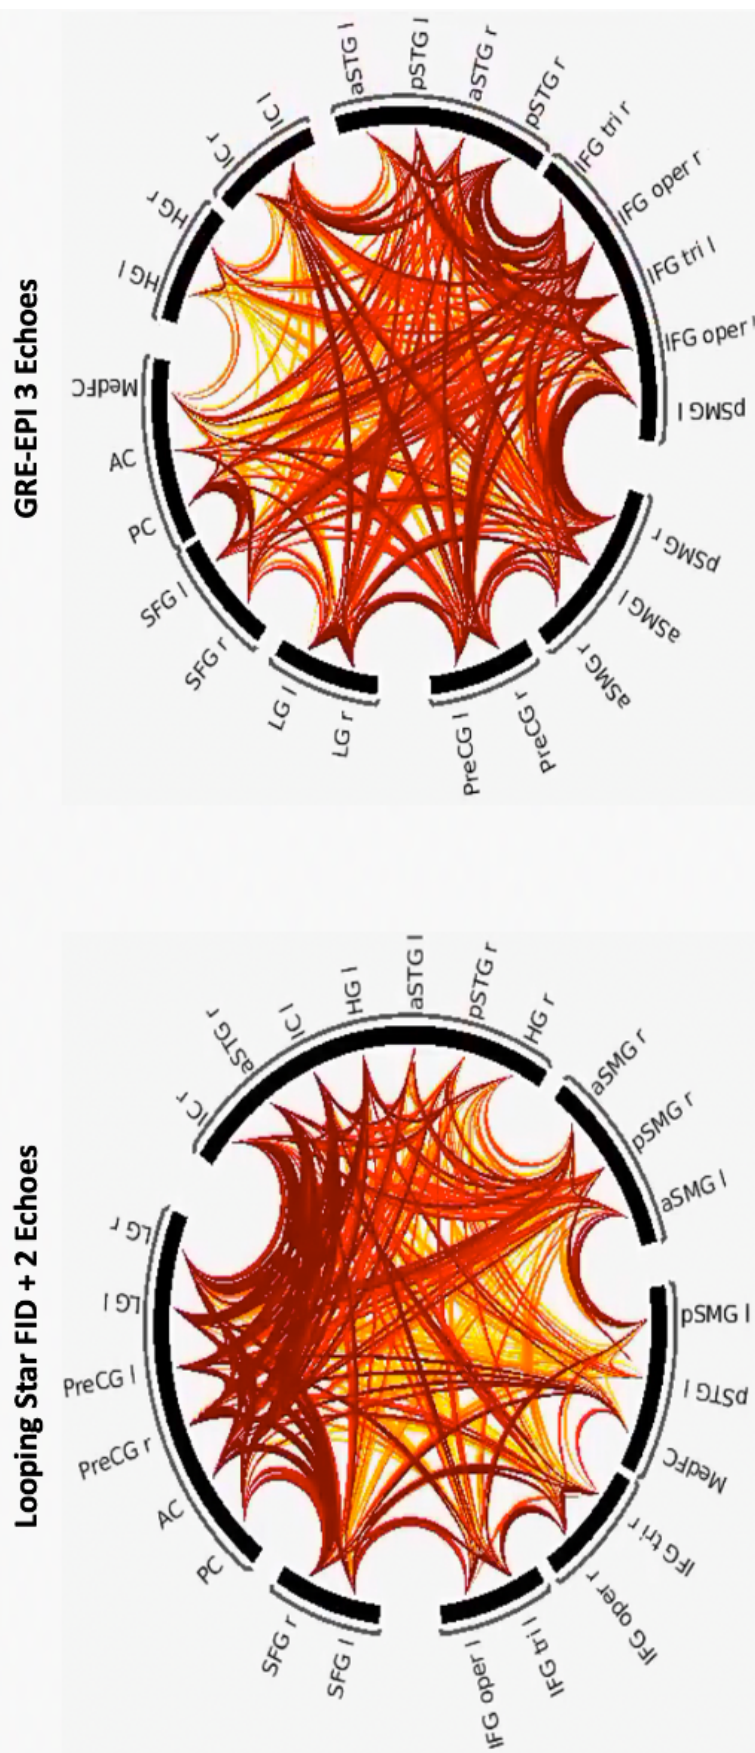 GRE-EPI 3 Echoes
aSTG l
pSTG l
aSTG r
pSTG r
IFG tri r
IFG oper r
IFG tri l
IFG oper
pSMG l
pSMG r
aSMG l
aSMG r
PreCG r
PreCG l
LG r
LG l
SFG r
SFG l
PC
AC
MedFC
HG l
HG r
IC r
IC l
Looping Star FID + 2 Echoes
IC r
aSTG r
IC l
HG l
aSTG l
pSTG r
HG r
aSMG r
pSMG r
aSMG l
pSMG l
pSTG l
MedFC
IFG tri r
IFG oper r
IFG tri l
IFG oper l
SFG l
SFG r
PC
AC
PreCG r
PreCG l
LG l
LG r